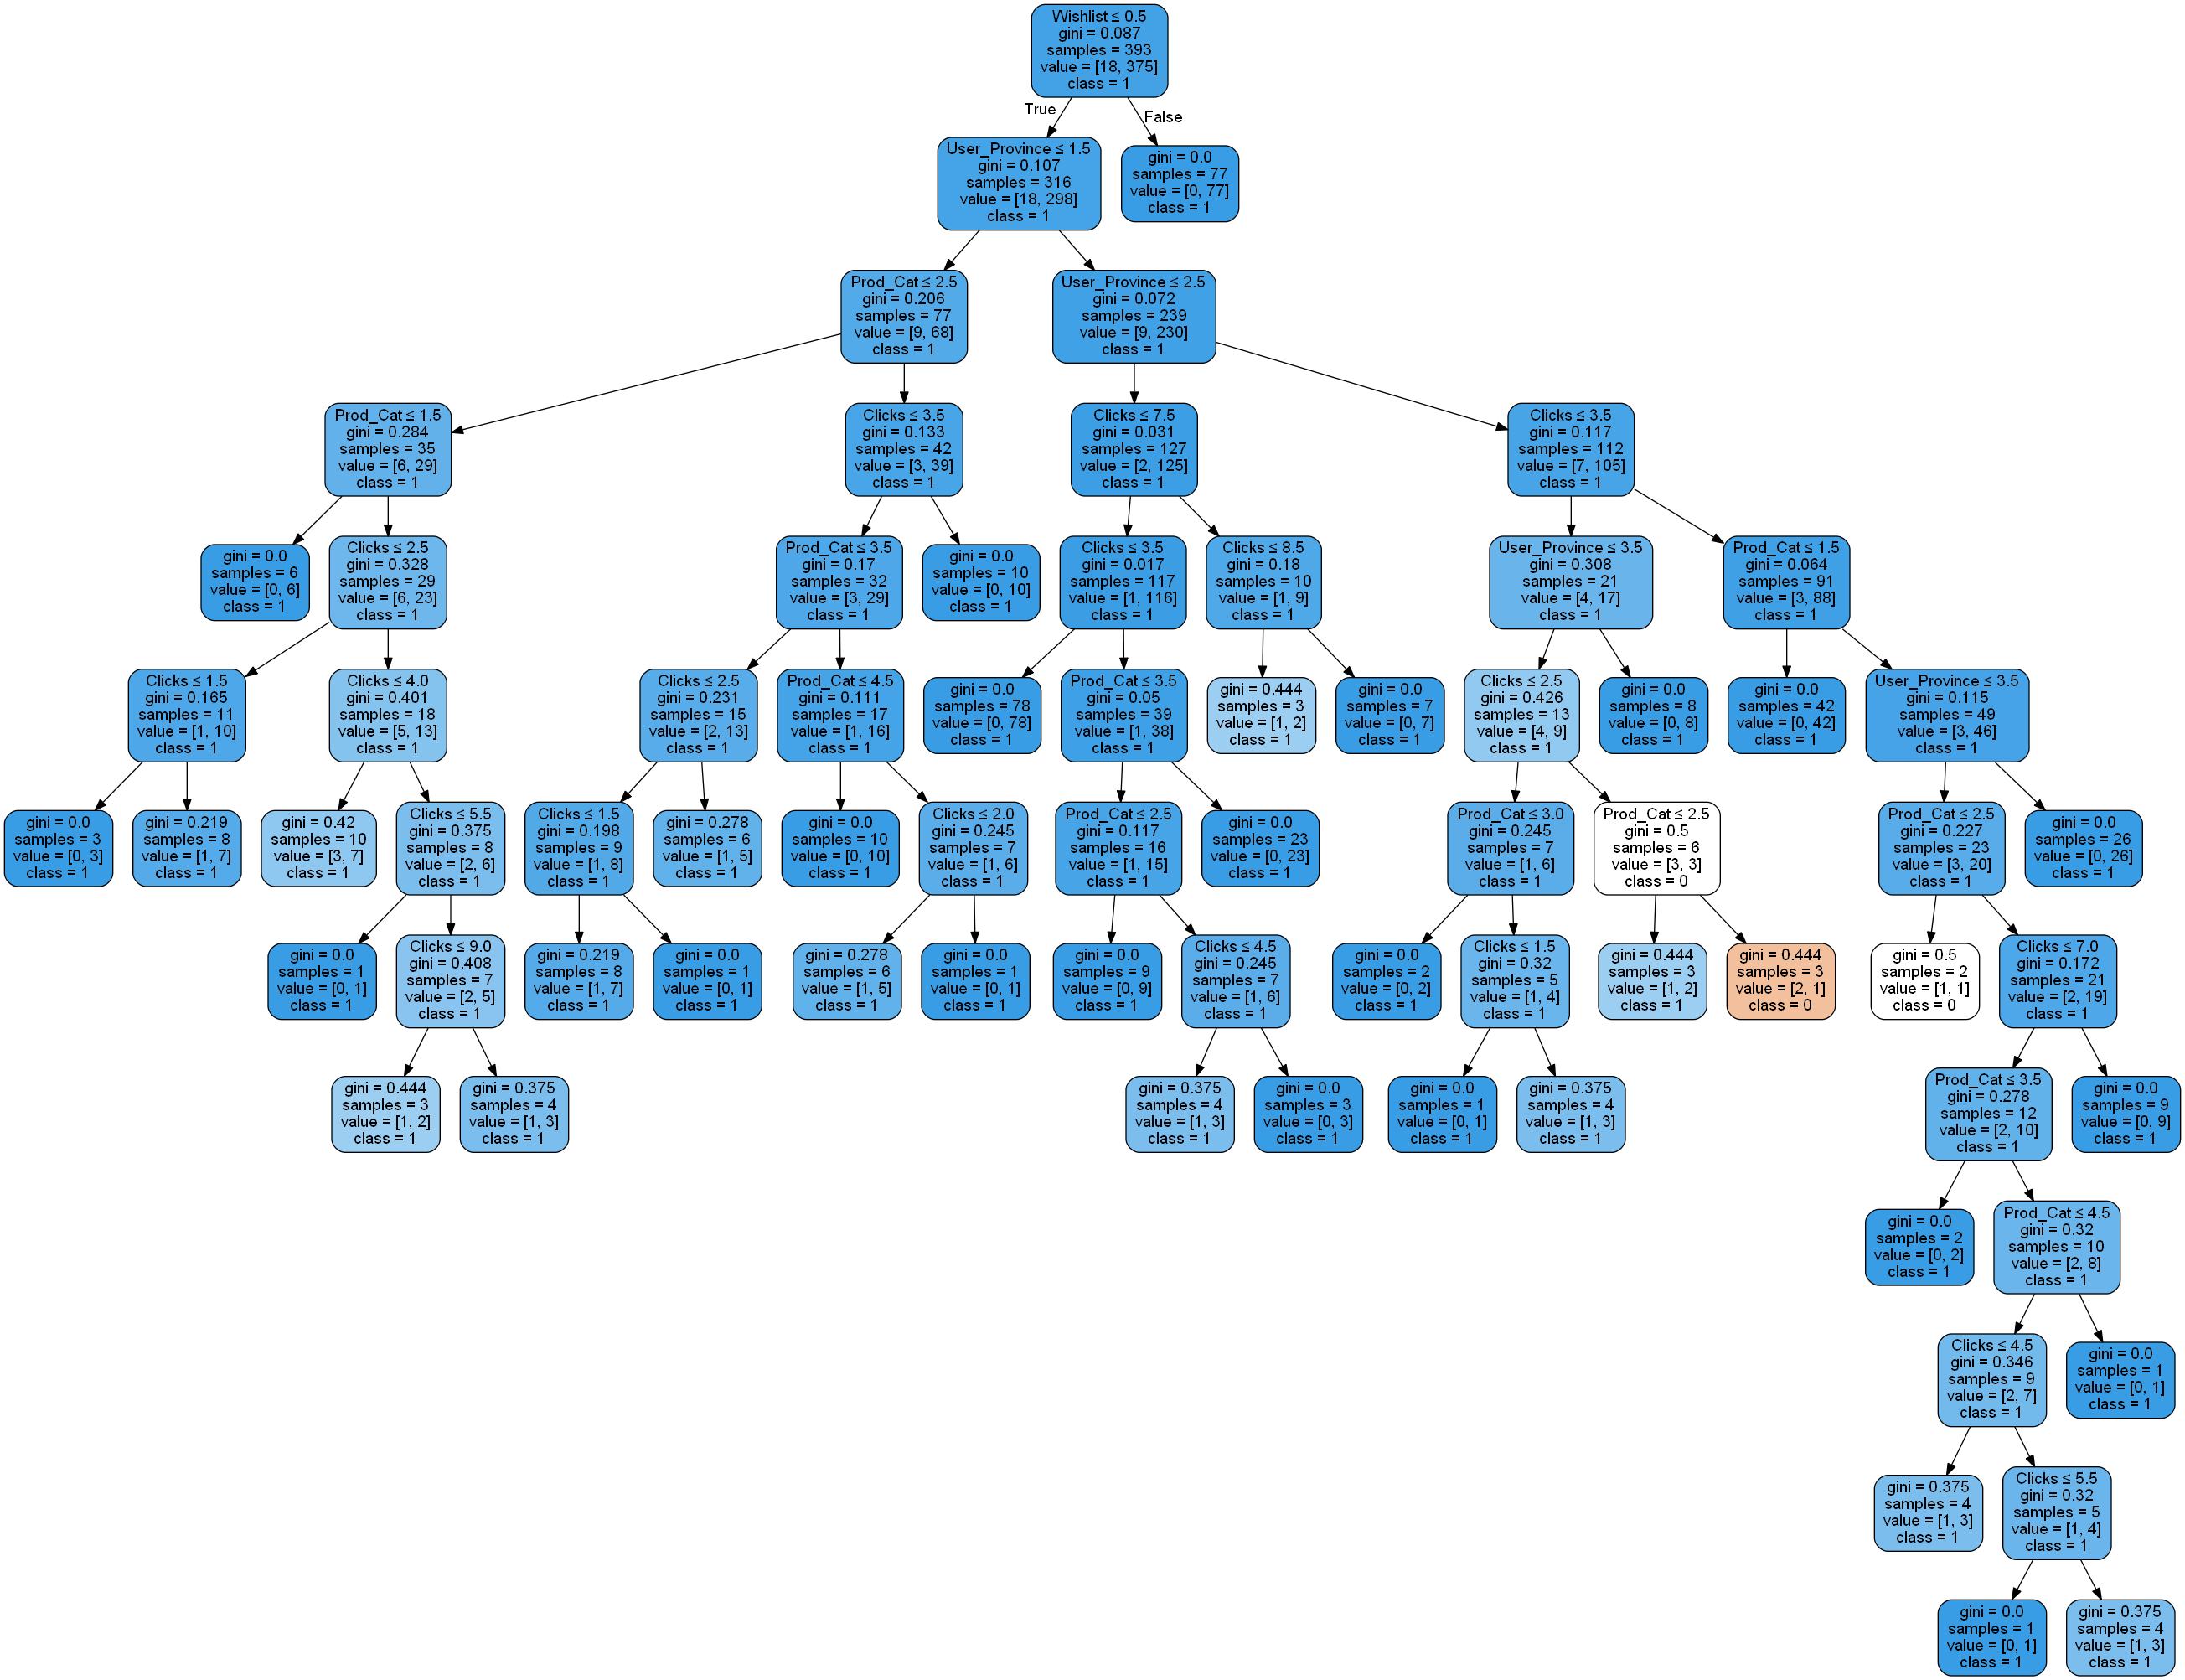 Wishlist ≤ 0.5
gini = 0.087
samples = 393
value = [18, 375]
class = 1
True
False
User_Province ≤ 1.5
gini = 0.107
samples = 316
value = [18, 298]
class = 1
gini = 0.0
samples = 77
value = [0, 77]
class = 1
Prod_Cat ≤ 2.5
gini = 0.206
samples = 77
value = [9, 68]
class = 1
User_Province ≤ 2.5
gini = 0.072
samples = 239
value = [9, 230]
class = 1
Prod_Cat ≤ 1.5
gini = 0.284
samples = 35
value = [6, 29]
class = 1
Clicks ≤ 3.5
gini = 0.133
samples = 42
value = [3, 39]
class = 1
Clicks ≤ 7.5
gini = 0.031
samples = 127
value = [2, 125]
class = 1
Clicks ≤ 3.5
gini = 0.117
samples = 112
value = [7, 105]
class = 1
gini = 0.0
samples = 6
value = [0, 6]
class = 1
Clicks ≤ 2.5
gini = 0.328
samples = 29
value = [6, 23]
class = 1
Prod_Cat ≤ 3.5
gini = 0.17
samples = 32
value = [3, 29]
class = 1
gini = 0.0
samples = 10
value = [0, 10]
class = 1
Clicks ≤ 3.5
gini = 0.017
samples = 117
value = [1, 116]
class = 1
Clicks ≤ 8.5
gini = 0.18
samples = 10
value = [1, 9]
class = 1
User_Province ≤ 3.5
gini = 0.308
samples = 21
value = [4, 17]
class = 1
Prod_Cat ≤ 1.5
gini = 0.064
samples = 91
value = [3, 88]
class = 1
Clicks ≤ 1.5
gini = 0.165
samples = 11
value = [1, 10]
class = 1
Clicks ≤ 4.0
gini = 0.401
samples = 18
value = [5, 13]
class = 1
Clicks ≤ 2.5
gini = 0.231
samples = 15
value = [2, 13]
class = 1
Prod_Cat ≤ 4.5
gini = 0.111
samples = 17
value = [1, 16]
class = 1
gini = 0.0
samples = 78
value = [0, 78]
class = 1
Prod_Cat ≤ 3.5
gini = 0.05
samples = 39
value = [1, 38]
class = 1
gini = 0.444
samples = 3
value = [1, 2]
class = 1
gini = 0.0
samples = 7
value = [0, 7]
class = 1
Clicks ≤ 2.5
gini = 0.426
samples = 13
value = [4, 9]
class = 1
gini = 0.0
samples = 8
value = [0, 8]
class = 1
gini = 0.0
samples = 42
value = [0, 42]
class = 1
User_Province ≤ 3.5
gini = 0.115
samples = 49
value = [3, 46]
class = 1
gini = 0.0
samples = 3
value = [0, 3]
class = 1
gini = 0.219
samples = 8
value = [1, 7]
class = 1
gini = 0.42
samples = 10
value = [3, 7]
class = 1
Clicks ≤ 5.5
gini = 0.375
samples = 8
value = [2, 6]
class = 1
Clicks ≤ 1.5
gini = 0.198
samples = 9
value = [1, 8]
class = 1
gini = 0.278
samples = 6
value = [1, 5]
class = 1
gini = 0.0
samples = 10
value = [0, 10]
class = 1
Clicks ≤ 2.0
gini = 0.245
samples = 7
value = [1, 6]
class = 1
Prod_Cat ≤ 2.5
gini = 0.117
samples = 16
value = [1, 15]
class = 1
gini = 0.0
samples = 23
value = [0, 23]
class = 1
Prod_Cat ≤ 3.0
gini = 0.245
samples = 7
value = [1, 6]
class = 1
Prod_Cat ≤ 2.5
gini = 0.5
samples = 6
value = [3, 3]
class = 0
Prod_Cat ≤ 2.5
gini = 0.227
samples = 23
value = [3, 20]
class = 1
gini = 0.0
samples = 26
value = [0, 26]
class = 1
gini = 0.0
samples = 1
value = [0, 1]
class = 1
Clicks ≤ 9.0
gini = 0.408
samples = 7
value = [2, 5]
class = 1
gini = 0.219
samples = 8
value = [1, 7]
class = 1
gini = 0.0
samples = 1
value = [0, 1]
class = 1
gini = 0.278
samples = 6
value = [1, 5]
class = 1
gini = 0.0
samples = 1
value = [0, 1]
class = 1
gini = 0.0
samples = 9
value = [0, 9]
class = 1
Clicks ≤ 4.5
gini = 0.245
samples = 7
value = [1, 6]
class = 1
gini = 0.0
samples = 2
value = [0, 2]
class = 1
Clicks ≤ 1.5
gini = 0.32
samples = 5
value = [1, 4]
class = 1
gini = 0.444
samples = 3
value = [1, 2]
class = 1
gini = 0.444
samples = 3
value = [2, 1]
class = 0
gini = 0.5
samples = 2
value = [1, 1]
class = 0
Clicks ≤ 7.0
gini = 0.172
samples = 21
value = [2, 19]
class = 1
gini = 0.444
samples = 3
value = [1, 2]
class = 1
gini = 0.375
samples = 4
value = [1, 3]
class = 1
gini = 0.375
samples = 4
value = [1, 3]
class = 1
gini = 0.0
samples = 3
value = [0, 3]
class = 1
gini = 0.0
samples = 1
value = [0, 1]
class = 1
gini = 0.375
samples = 4
value = [1, 3]
class = 1
Prod_Cat ≤ 3.5
gini = 0.278
samples = 12
value = [2, 10]
class = 1
gini = 0.0
samples = 9
value = [0, 9]
class = 1
gini = 0.0
samples = 2
value = [0, 2]
class = 1
Prod_Cat ≤ 4.5
gini = 0.32
samples = 10
value = [2, 8]
class = 1
Clicks ≤ 4.5
gini = 0.346
samples = 9
value = [2, 7]
class = 1
gini = 0.0
samples = 1
value = [0, 1]
class = 1
gini = 0.375
samples = 4
value = [1, 3]
class = 1
Clicks ≤ 5.5
gini = 0.32
samples = 5
value = [1, 4]
class = 1
gini = 0.0
samples = 1
value = [0, 1]
class = 1
gini = 0.375
samples = 4
value = [1, 3]
class = 1